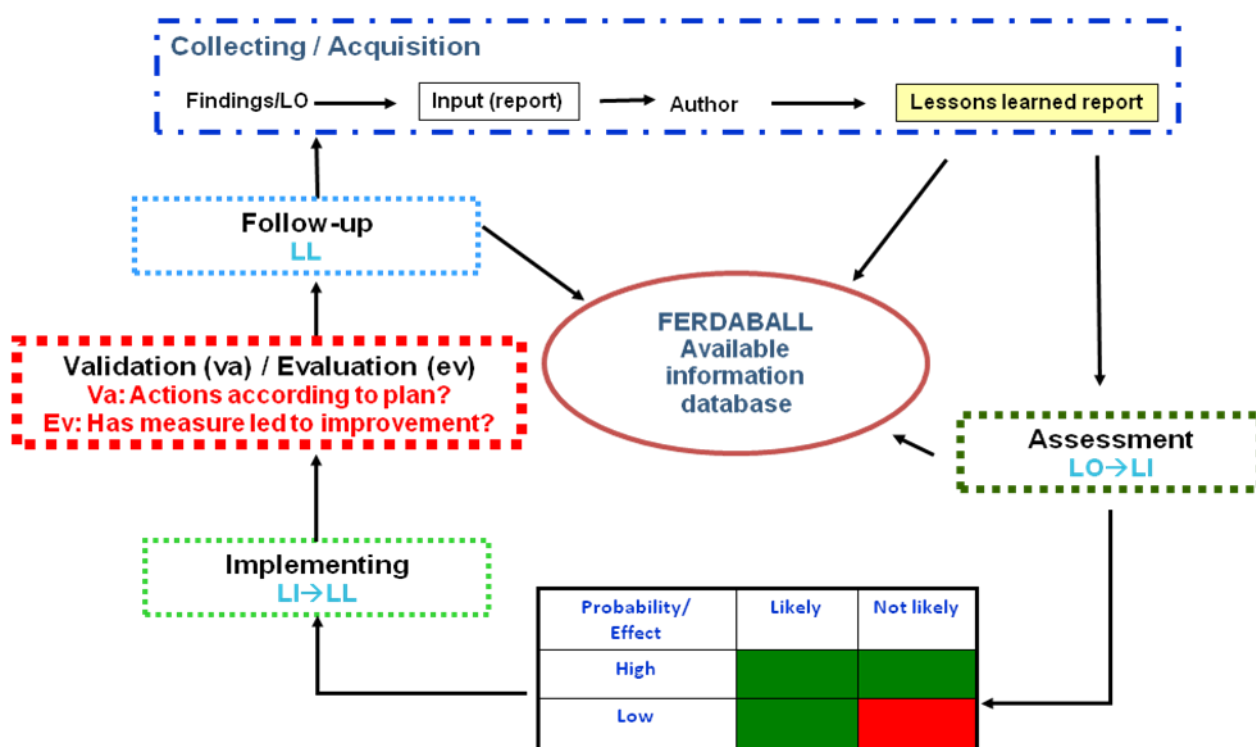 Collecting / Acquisition
Findings/LO
Input (report)
Author
Lessons learned report
Follow-up
LL
FERDABALL
Available
information
database
Validation (va) / Evaluation (ev)
Va: Actions according to plan?
Ev: Has measure led to improvement?
Assessment
LO→LI
Implementing
LI→LL
Probability/
Effect
Likely
Not likely
High
Low